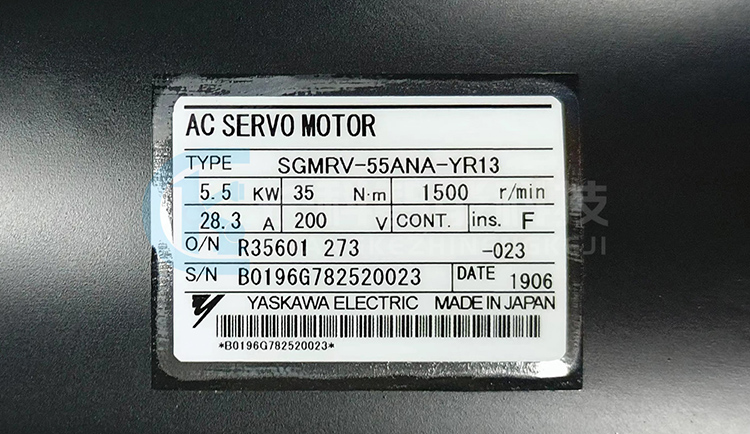 AC SERVO MOTOR
TYPE SGMRV-55ANA-YR13
5.5 KW 35 N·m 1500 r/min
28.3 A 200 V CONT. ins. F
O/N R35601 273 -023
S/N B0196G782520023 DATE 1906
YASKAWA ELECTRIC MADE IN JAPAN
*B0196G782520023*